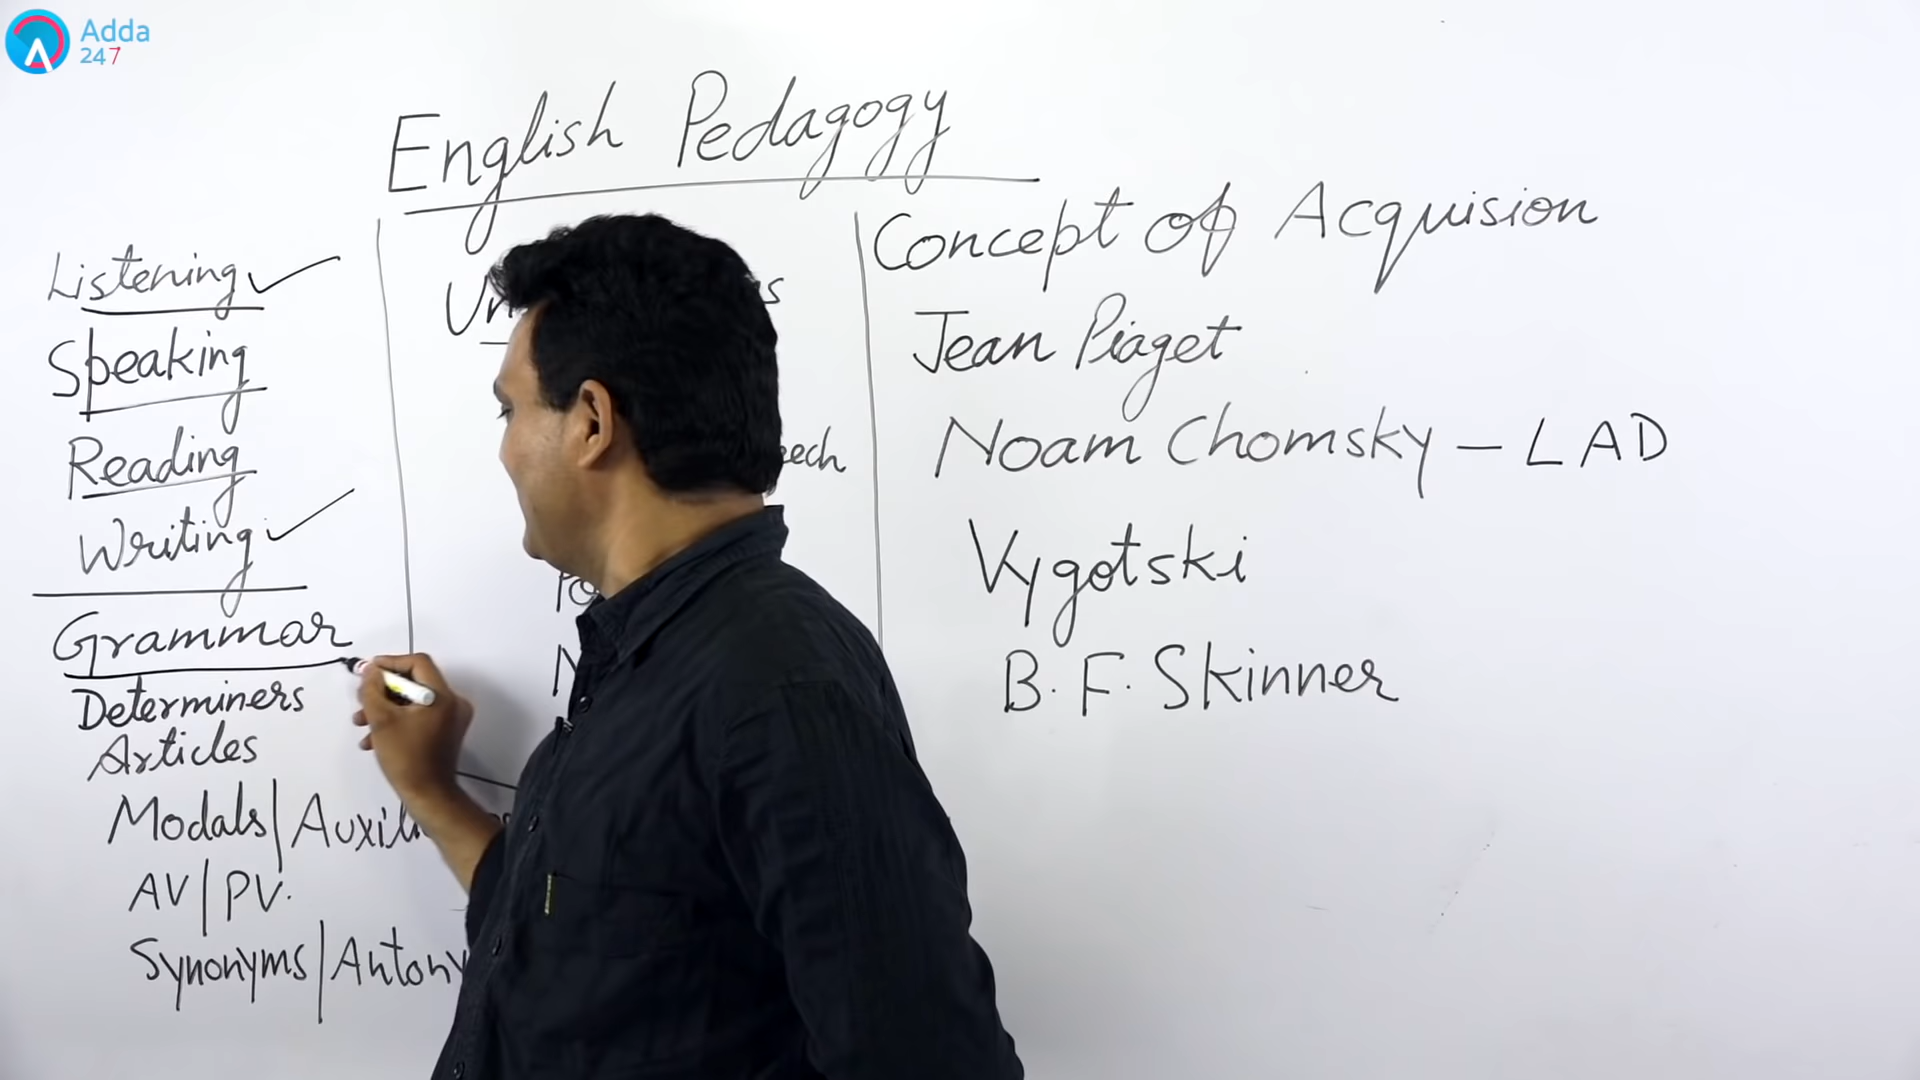 Adda
247
English Pedagogy
Listening
Speaking
Reading
Writing
Grammar
Determiners
Articles
Modals/
AV/PV.
Synonyms/
Concept of Acquision
Jean Piaget
Noam Chomsky - LAD
Vygotski
B. F. Skinner